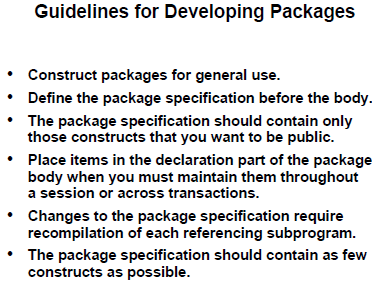 Guidelines for Developing Packages
• Construct packages for general use.
• Define the package specification before the body.
• The package specification should contain only
those constructs that you want to be public.
• Place items in the declaration part of the package
body when you must maintain them throughout
a session or across transactions.
• Changes to the package specification require
recompilation of each referencing subprogram.
• The package specification should contain as few
constructs as possible.